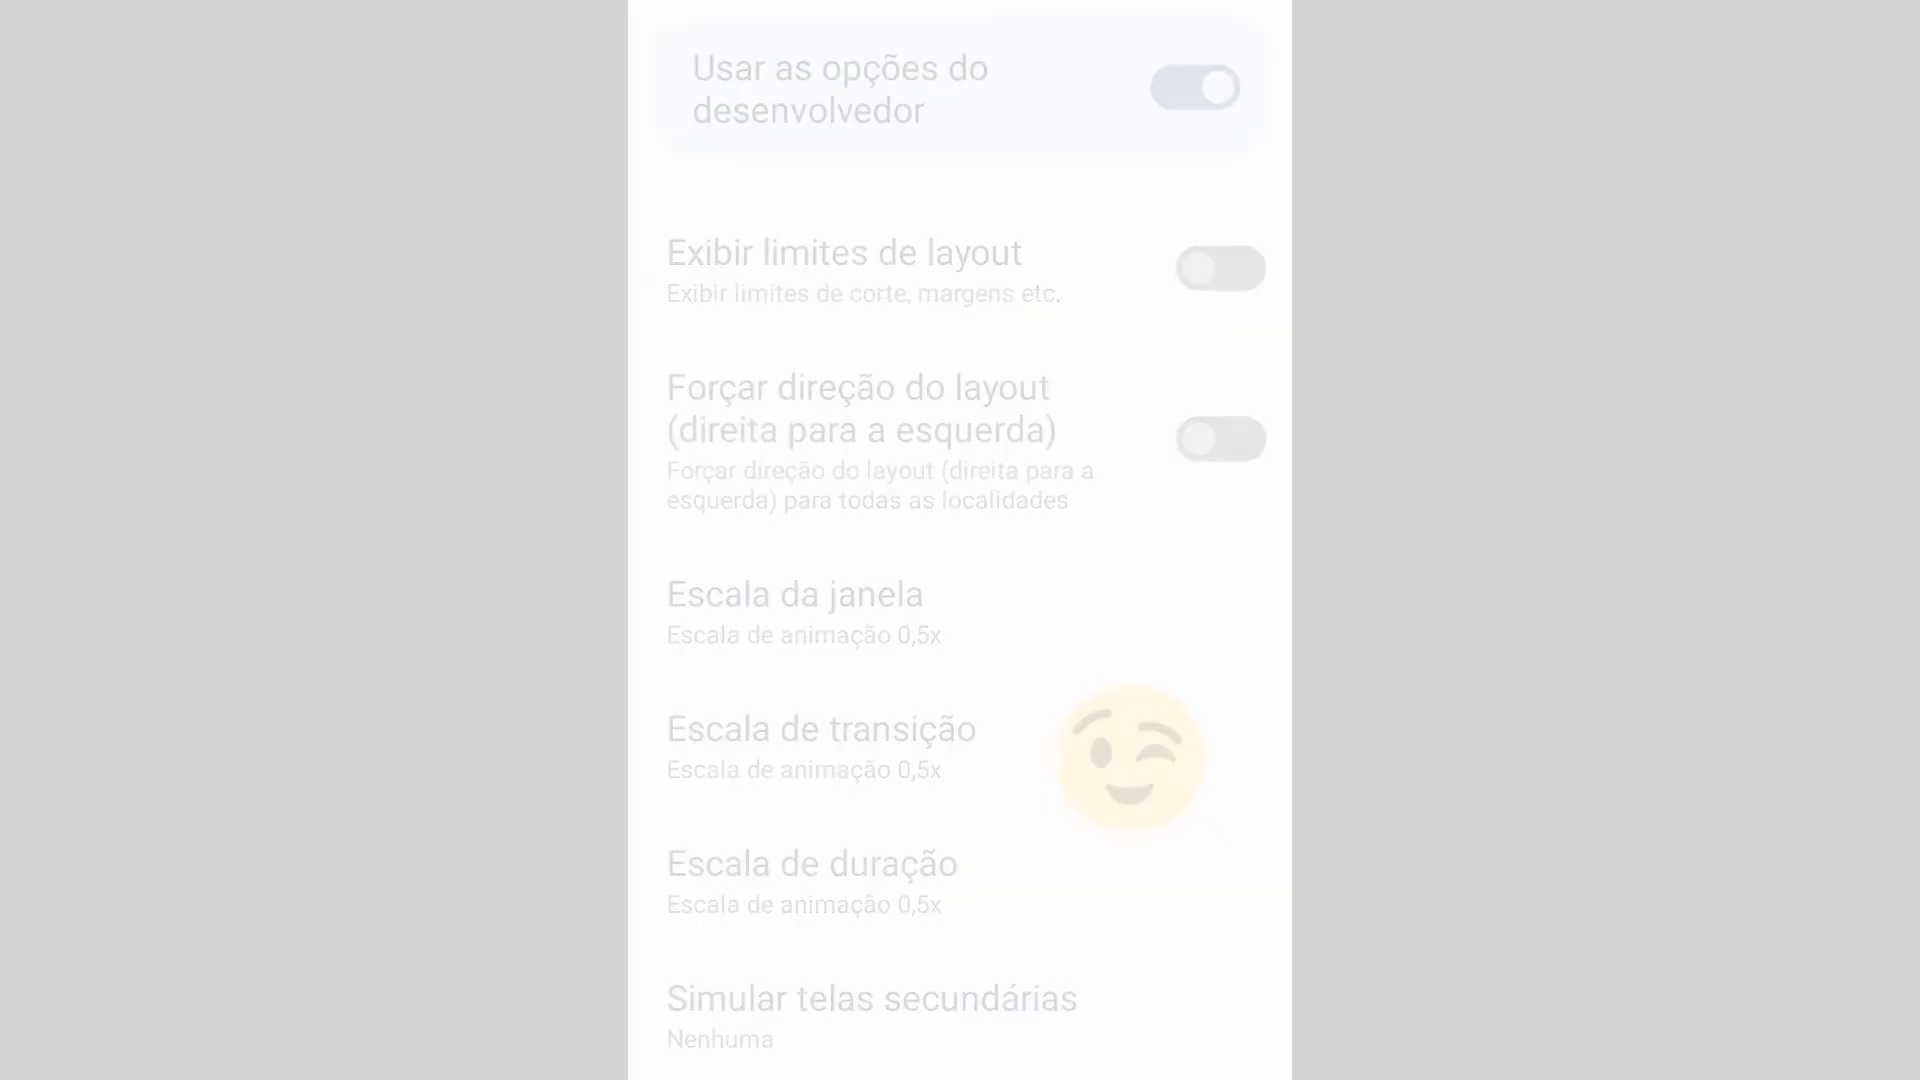 Usar as opções do
desenvolvedor
Exibir limites de layout
Exibir limites de corte, margens etc.
Forçar direção do layout
(direita para a esquerda)
Forçar direção do layout (direita para a
esquerda) para todas as localidades
Escala da janela
Escala de animação 0,5x
Escala de transição
Escala de animação 0,5x
Escala de duração
Escala de animação 0,5x
Simular telas secundárias
Nenhuma